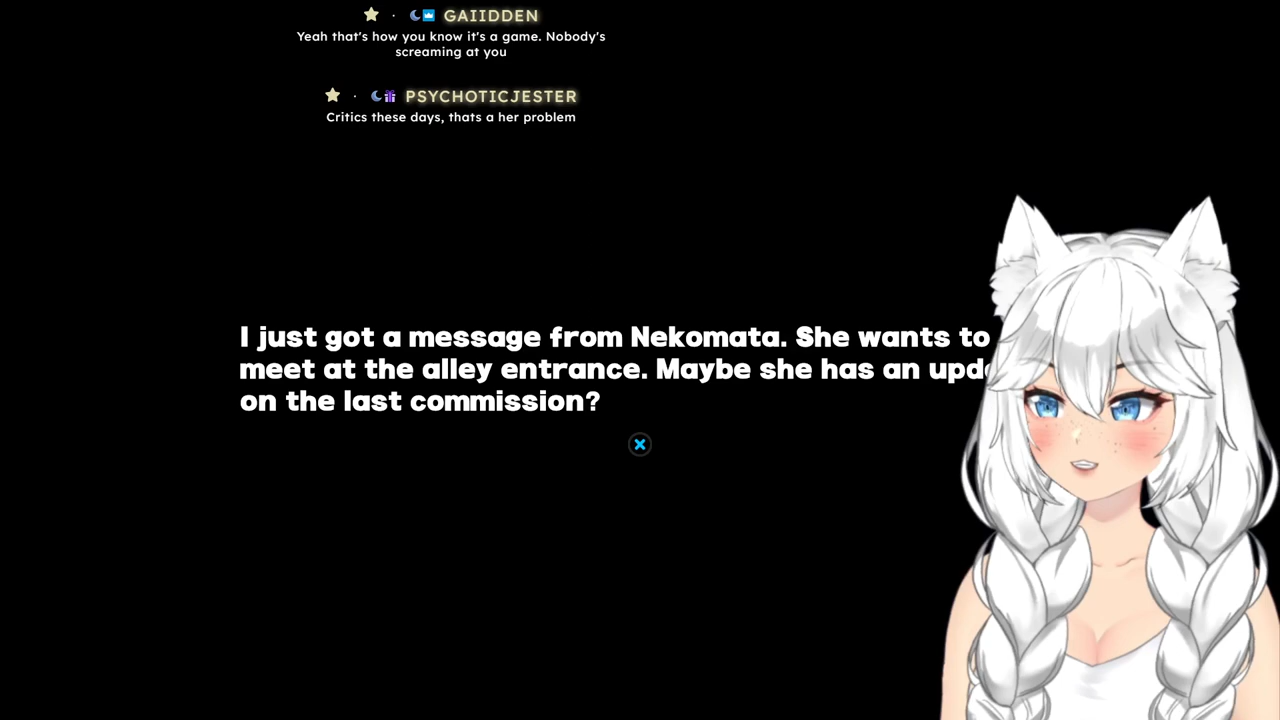 GAIIDDEN
Yeah that's how you know it's a game. Nobody's
screaming at you
PSYCHOTICJESTER
Critics these days, thats a her problem
I just got a message from Nekomata. She wants to
meet at the alley entrance. Maybe she has an upd
on the last commission?